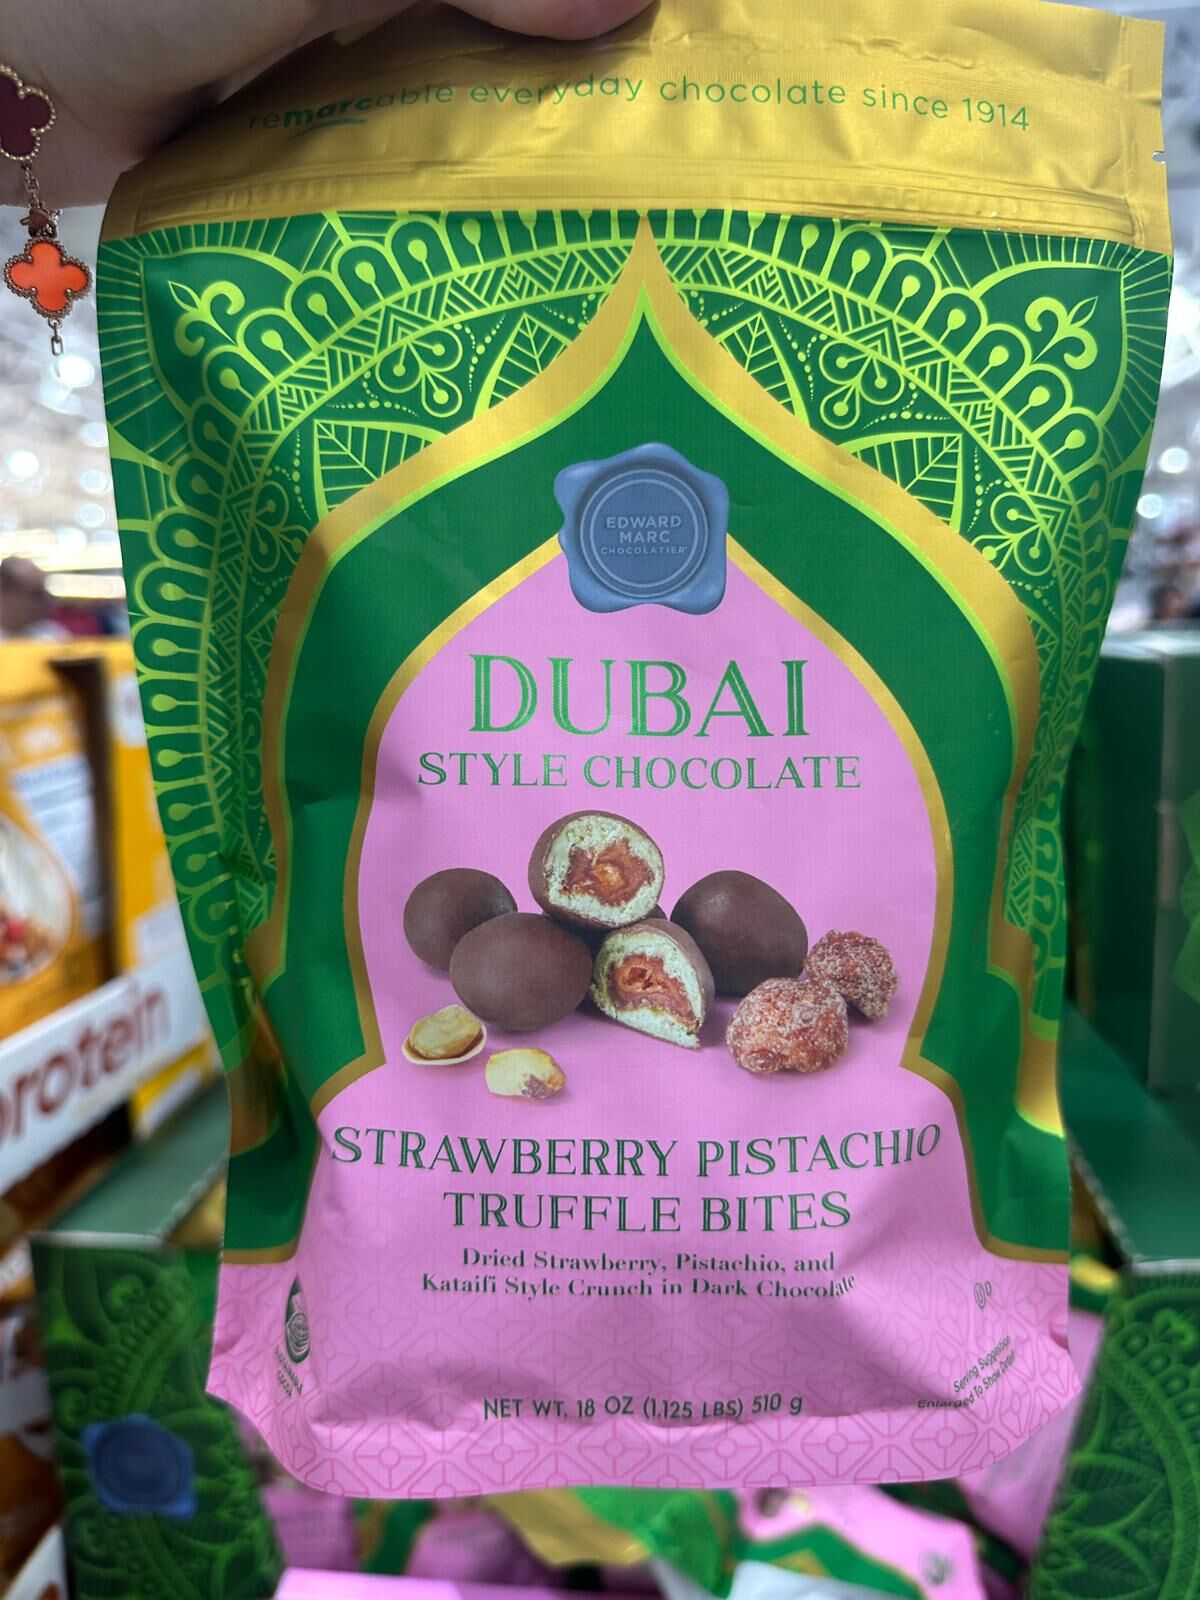 remarcable everyday chocolate since 1914
EDWARD
MARC
CHOCOLATIER
DUBAI
STYLE CHOCOLATE
STRAWBERRY PISTACHIO
TRUFFLE BITES
Dried Strawberry, Pistachio, and
Kataifi Style Crunch in Dark Chocolate
SUSTAINABLE
COCOA
U D
Serving Suggestion
Enlarged To Show Detail
NET WT. 18 OZ (1.125 LBS) 510 g
protein